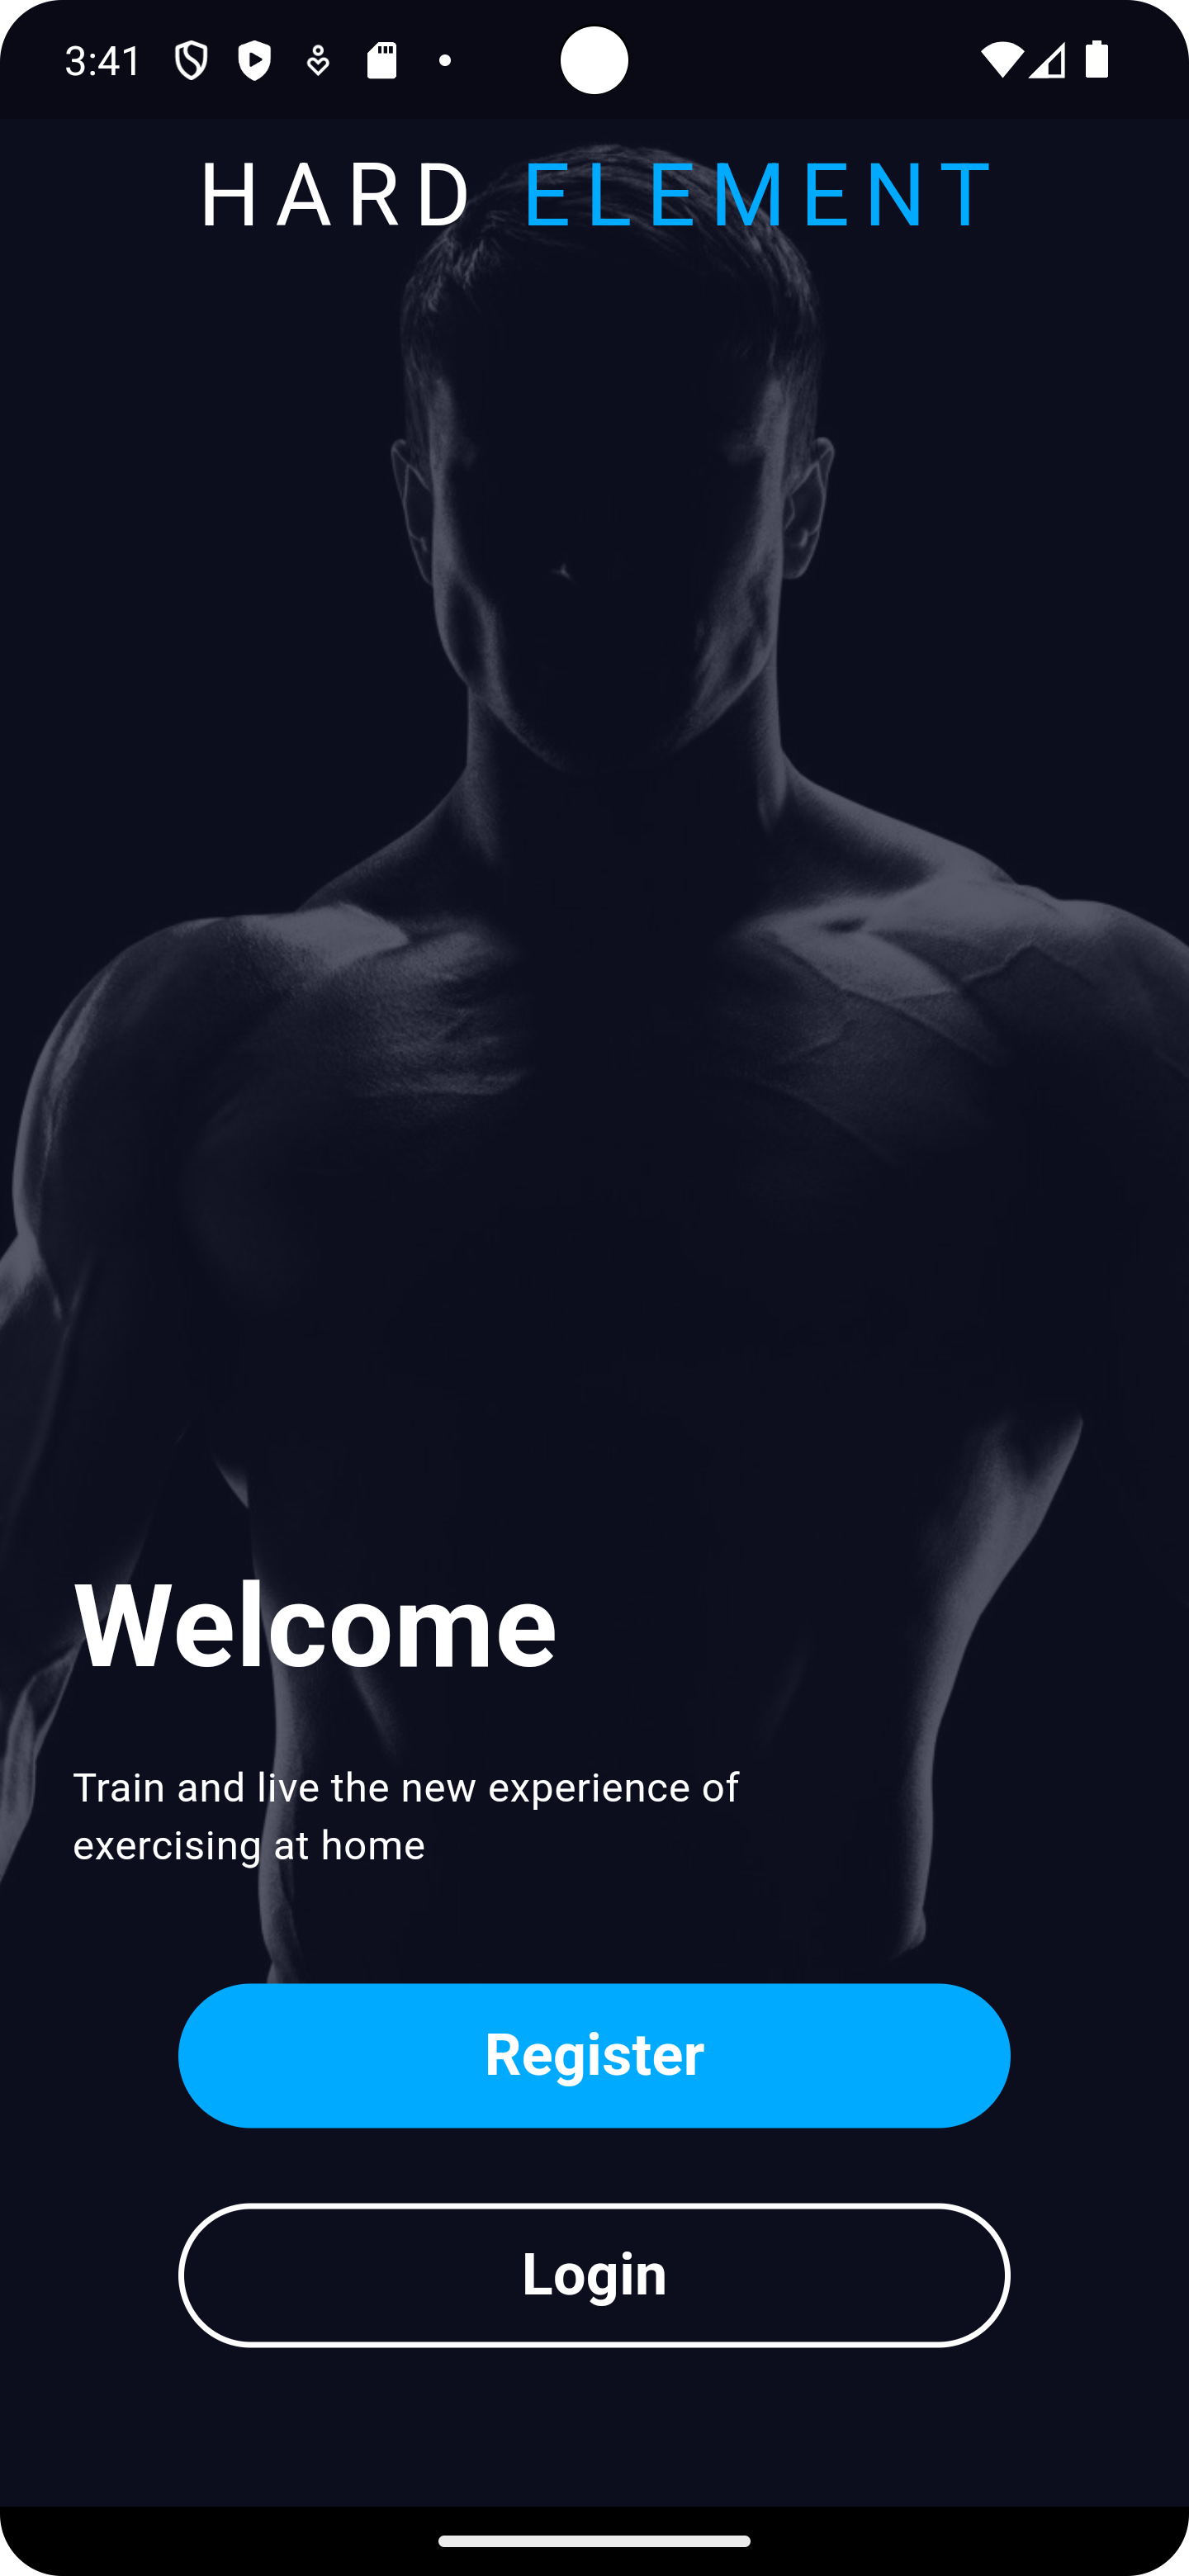 3:41
HARD ELEMENT
Welcome
Train and live the new experience of
exercising at home
Register
Login